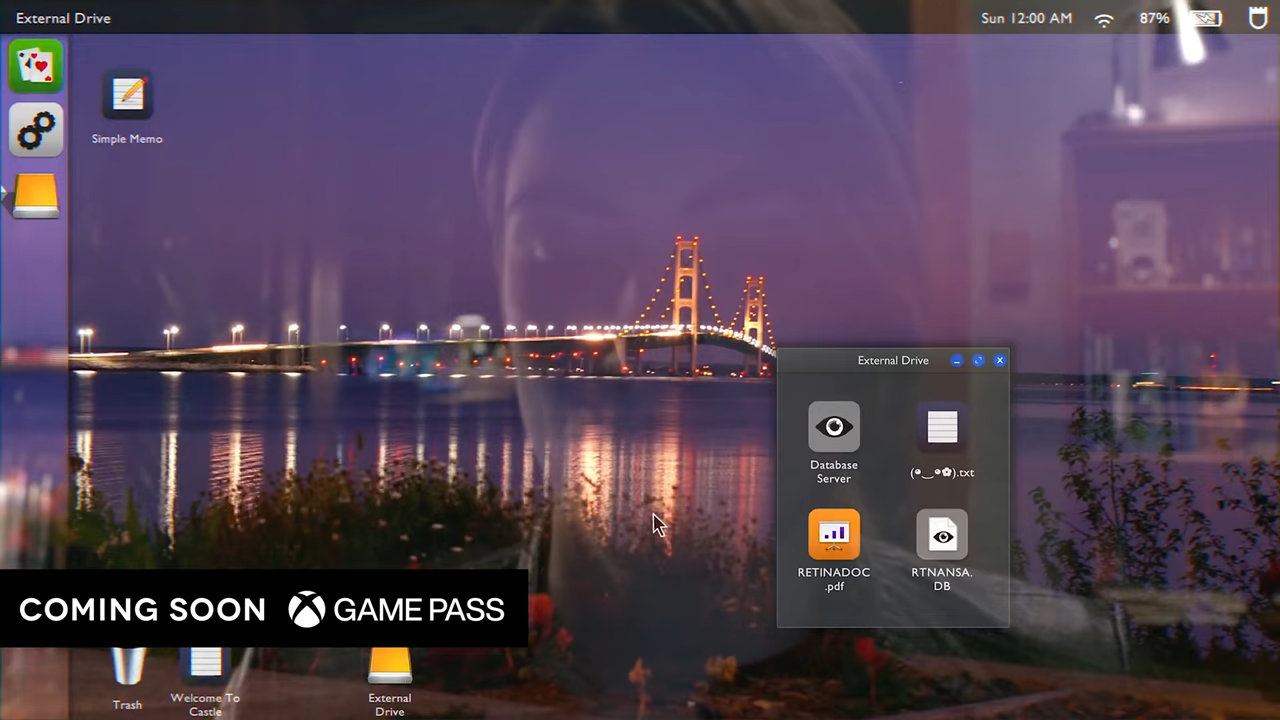 External Drive
Sun 12:00 AM
87%
Simple Memo
External Drive
Database
Server
(•‿•✿).txt
RETINADOC
.pdf
RTNANSA.
DB
COMING SOON
GAME PASS
Trash
Welcome To
Castle
External
Drive